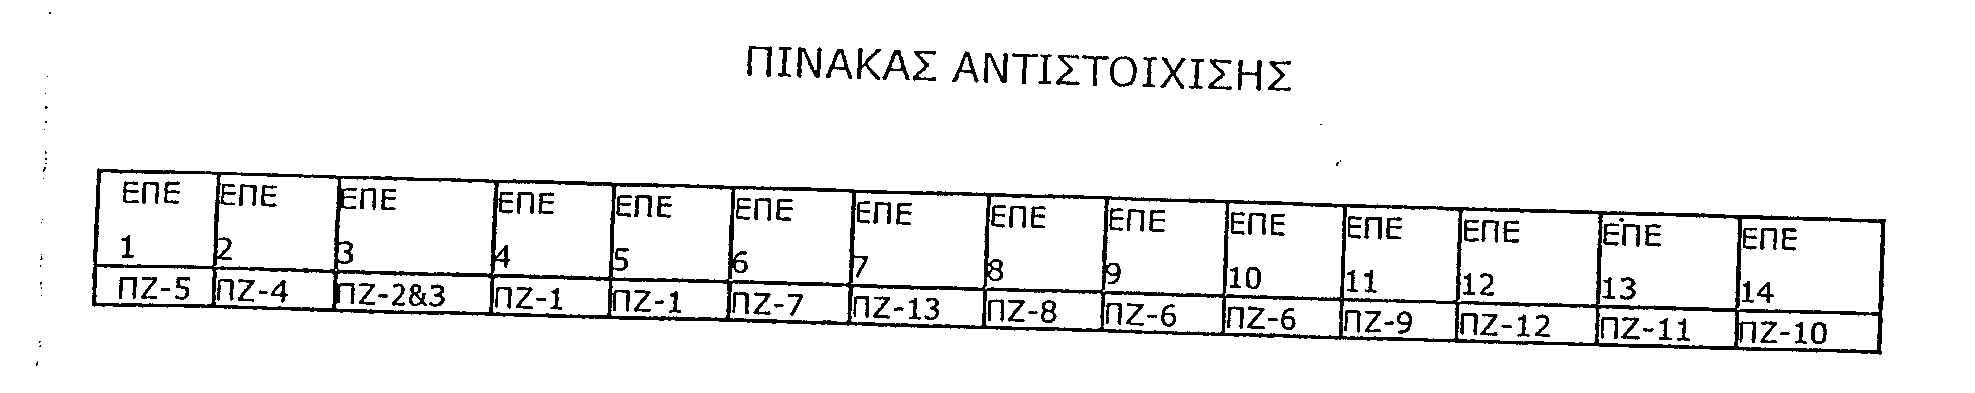 ΠΙΝΑΚΑΣ ΑΝΤΙΣΤΟΙΧΙΣΗΣ
ΕΠΕ ΕΠΕ ΕΠΕ ΕΠΕ ΕΠΕ ΕΠΕ ΕΠΕ ΕΠΕ ΕΠΕ ΕΠΕ ΕΠΕ ΕΠΕ ΕΠΕ ΕΠΕ
1 2 3 4 5 6 7 8 9 10 11 12 13 14
ΠΖ-5 ΠΖ-4 ΠΖ-2&3 ΠΖ-1 ΠΖ-1 ΠΖ-7 ΠΖ-13 ΠΖ-8 ΠΖ-6 ΠΖ-6 ΠΖ-9 ΠΖ-12 ΠΖ-11 ΠΖ-10